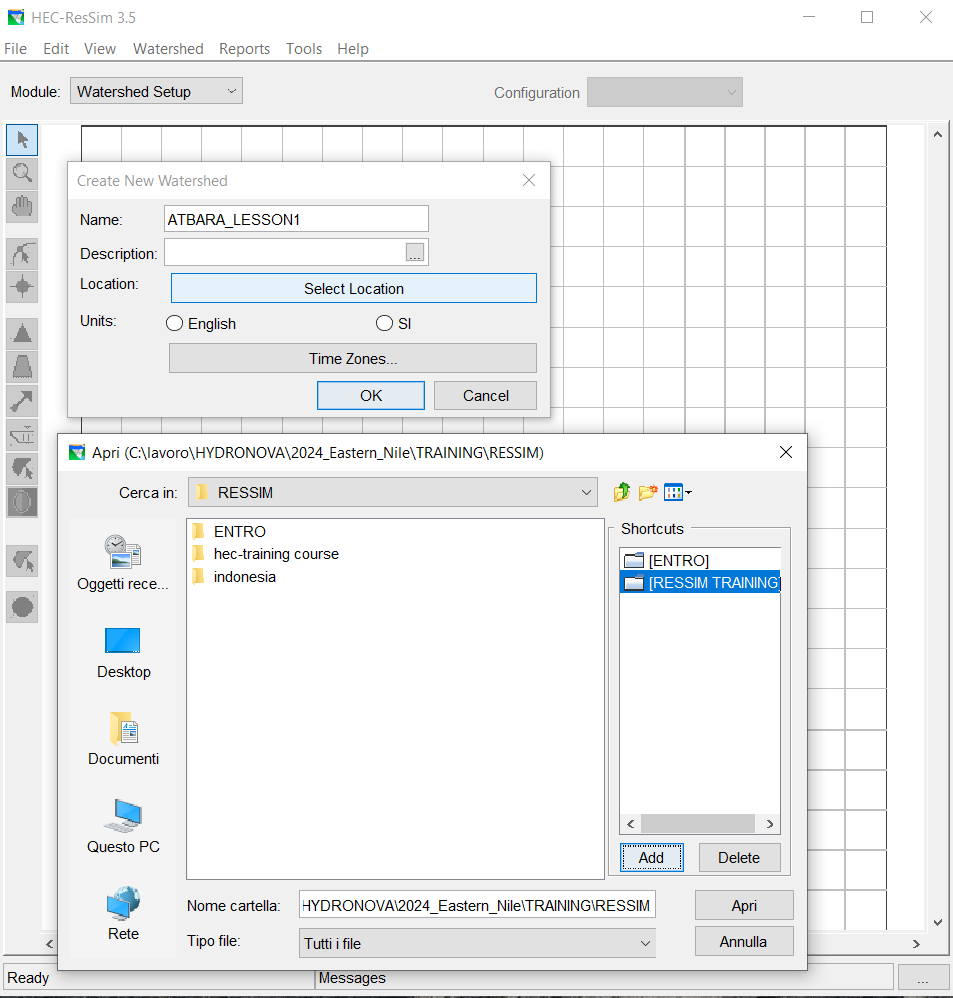 HEC-ResSim 3.5
File Edit View Watershed Reports Tools Help
Module: Watershed Setup Configuration
Create New Watershed
Name: ATBARA_LESSON1
Description: ...
Location: Select Location
Units: English SI
Time Zones...
OK Cancel
Apri (C:\lavoro\HYDRONOVA\2024_Eastern_Nile\TRAINING\RESSIM)
Cerca in: RESSIM
Oggetti rece...
Desktop
Documenti
Questo PC
Rete
ENTRO
hec-training course
indonesia
Shortcuts
[ENTRO]
[RESSIM TRAINING]
Add Delete
Nome cartella: HYDRONOVA\2024_Eastern_Nile\TRAINING\RESSIM Apri
Tipo file: Tutti i file Annulla
Ready Messages ...